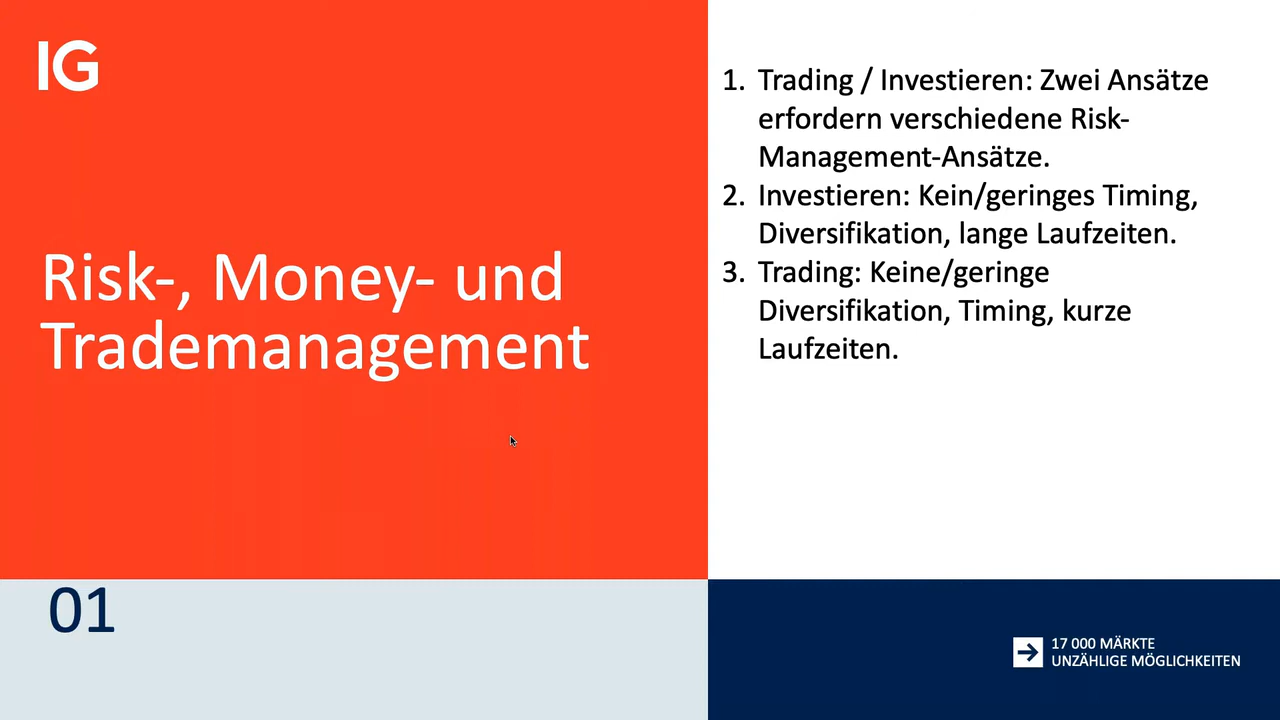 IG
Risk-, Money- und
Trademanagement
01
1. Trading / Investieren: Zwei Ansätze
erfordern verschiedene Risk-
Management-Ansätze.
2. Investieren: Kein/geringes Timing,
Diversifikation, lange Laufzeiten.
3. Trading: Keine/geringe
Diversifikation, Timing, kurze
Laufzeiten.
17 000 MÄRKTE
UNZÄHLIGE MÖGLICHKEITEN